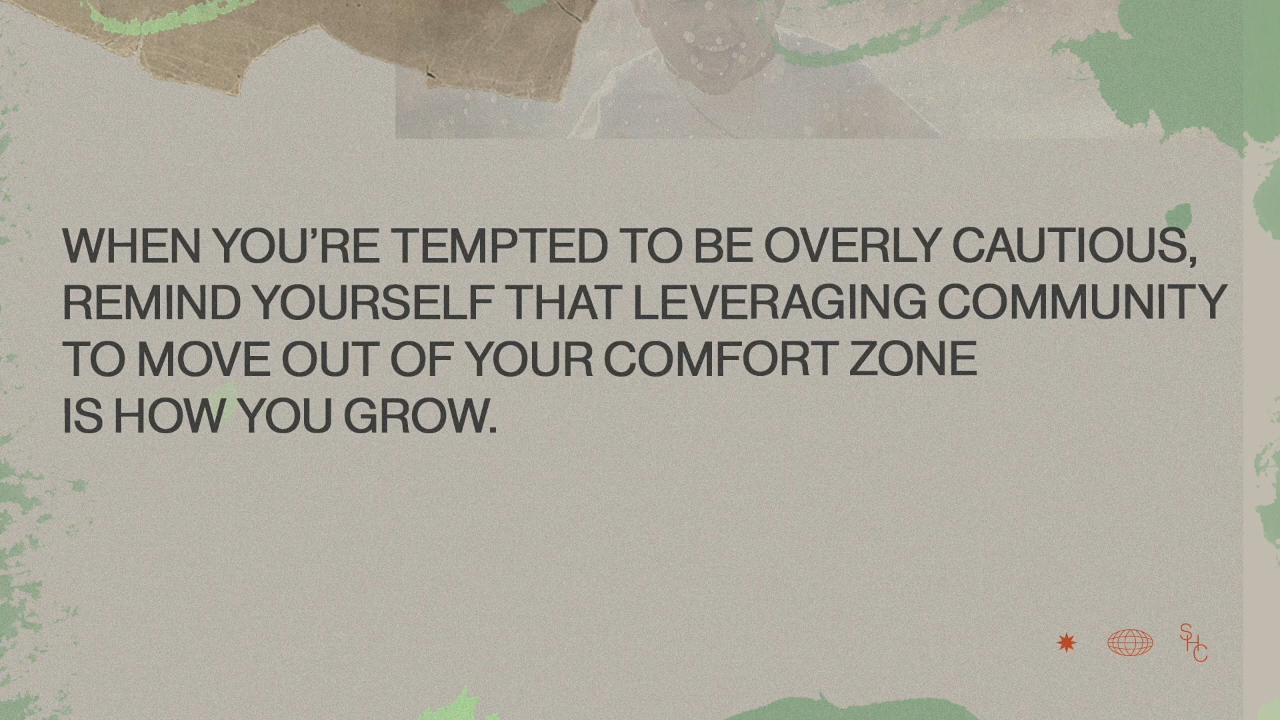 WHEN YOU’RE TEMPTED TO BE OVERLY CAUTIOUS,
REMIND YOURSELF THAT LEVERAGING COMMUNITY
TO MOVE OUT OF YOUR COMFORT ZONE
IS HOW YOU GROW.
SHC